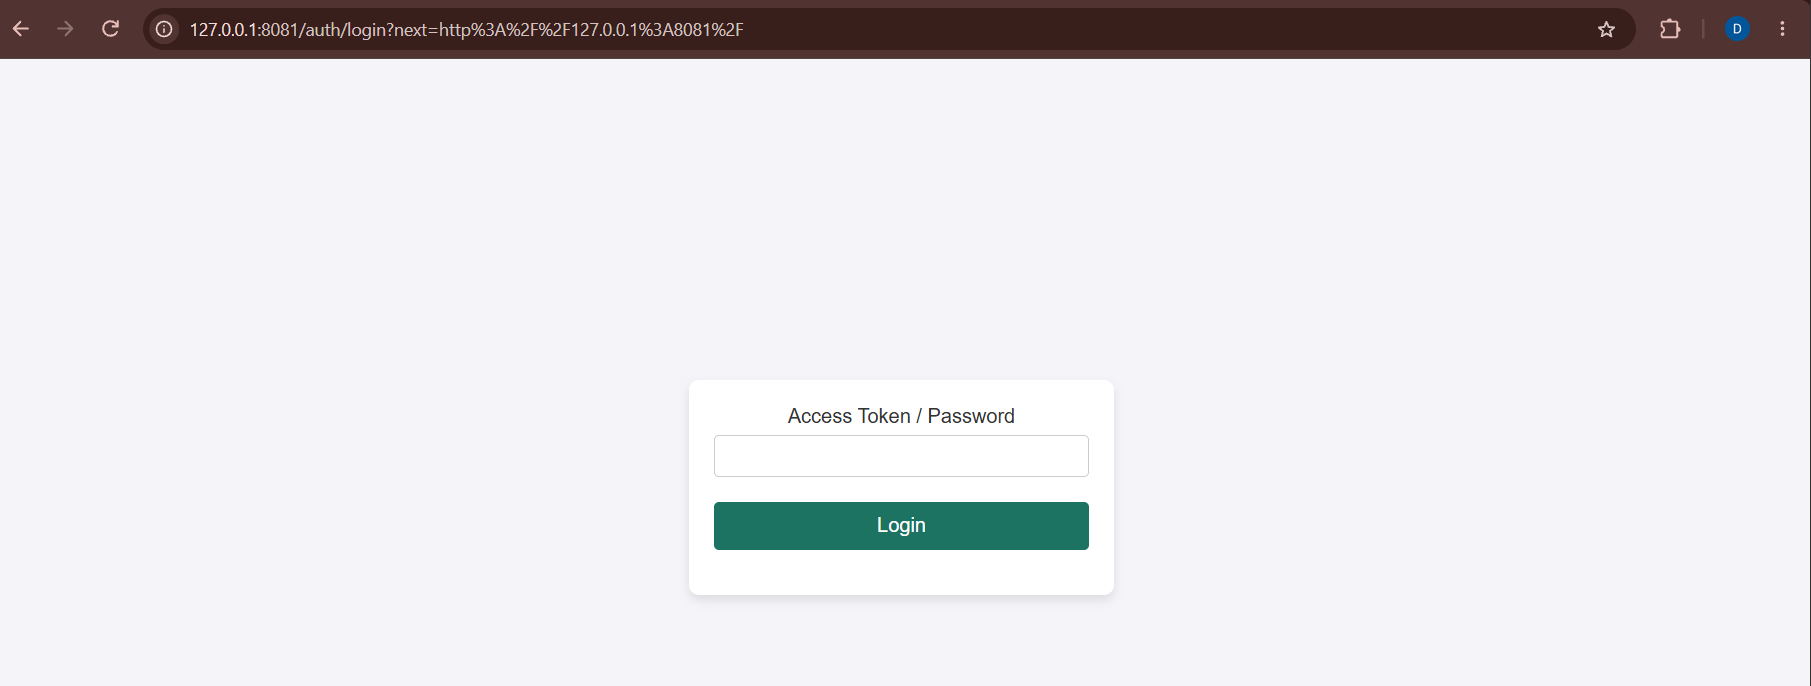 127.0.0.1:8081/auth/login?next=http%3A%2F%2F127.0.0.1%3A8081%2F
D
Access Token / Password
Login